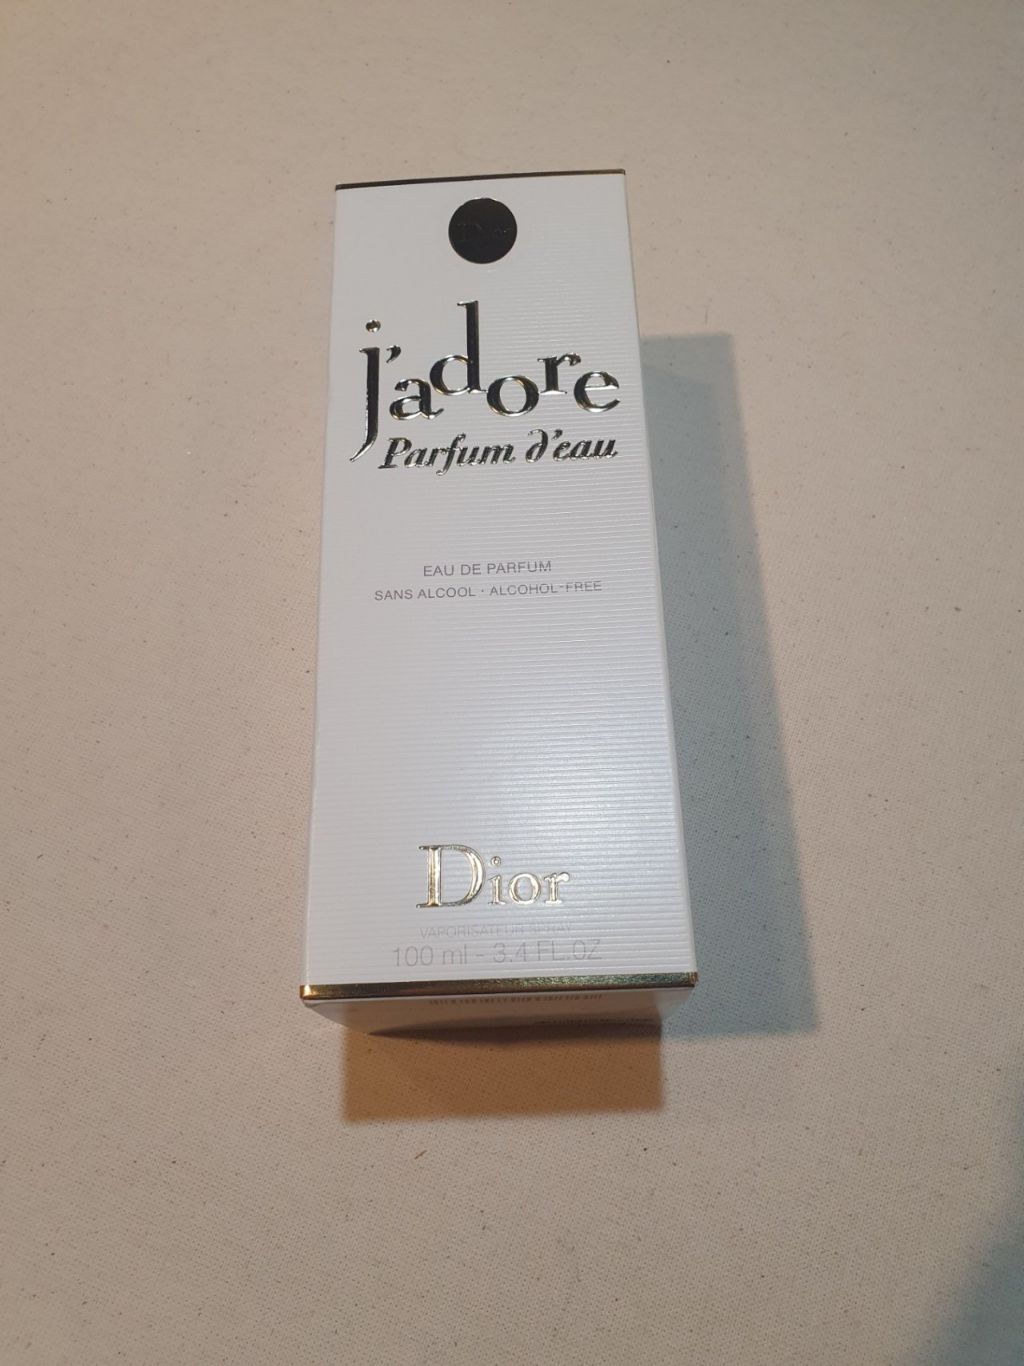 Dior
j'adore
Parfum d'eau
EAU DE PARFUM
SANS ALCOOL · ALCOHOL-FREE
Dior
VAPORISATEUR SPRAY
100 ml - 3.4 FL.OZ